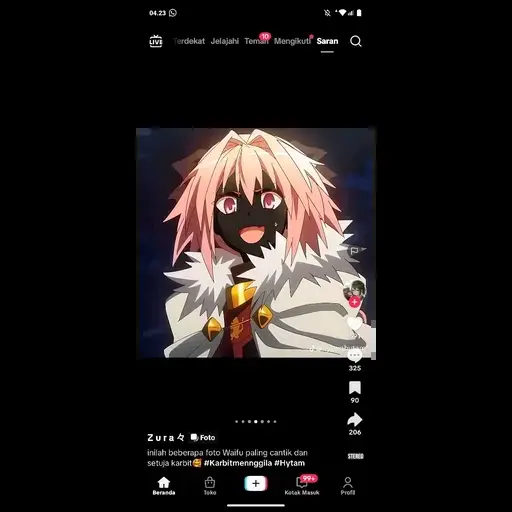 04.23
LIVE
Terdekat Jelajahi Teman 10 Mengikuti Saran
325
90
206
STEREO
Zura々 Foto
inilah beberapa foto Waifu paling cantik dan
setuja karbit🥰 #Karbitmennggila #Hytam
Beranda Toko Kotak Masuk 99+ Profil